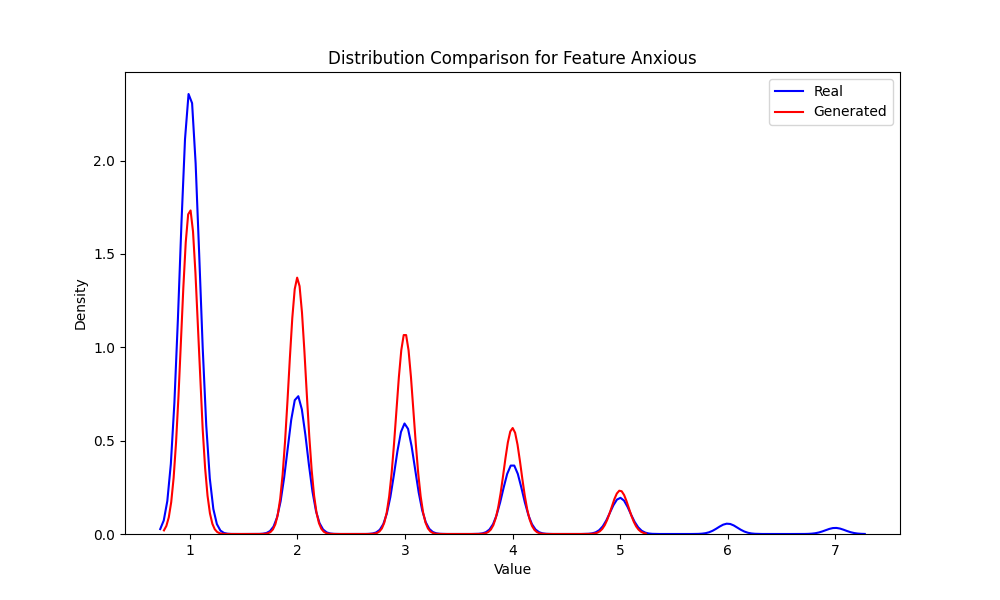 Distribution Comparison for Feature Anxious
Real
Generated
Density
2.0
1.5
1.0
0.5
0.0
1 2 3 4 5 6 7
Value